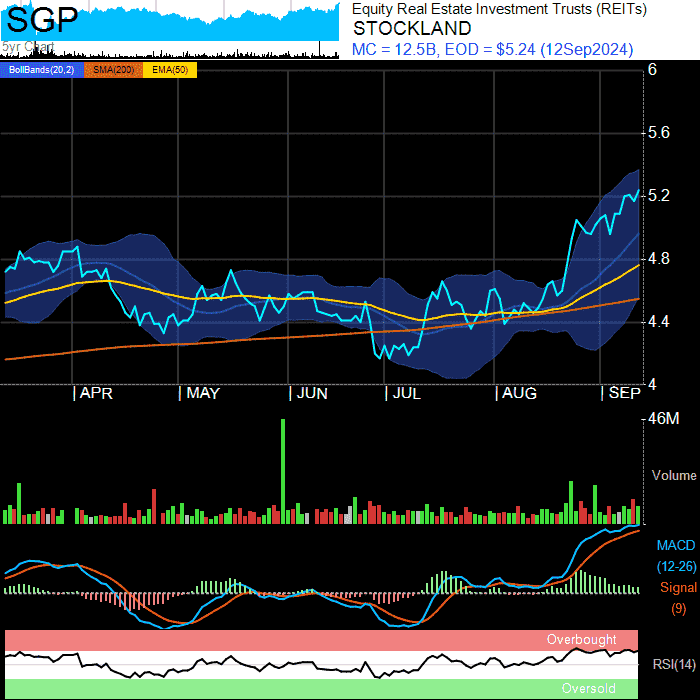 SGP
5yr Chart
Equity Real Estate Investment Trusts (REITs)
STOCKLAND
MC = 12.5B, EOD = $5.24 (12Sep2024)
BollBands(20,2) SMA(200) EMA(50)
6
5.6
5.2
4.8
4.4
4
APR MAY JUN JUL AUG SEP
46M
Volume
MACD
(12-26)
Signal
(9)
Overbought
RSI(14)
Oversold